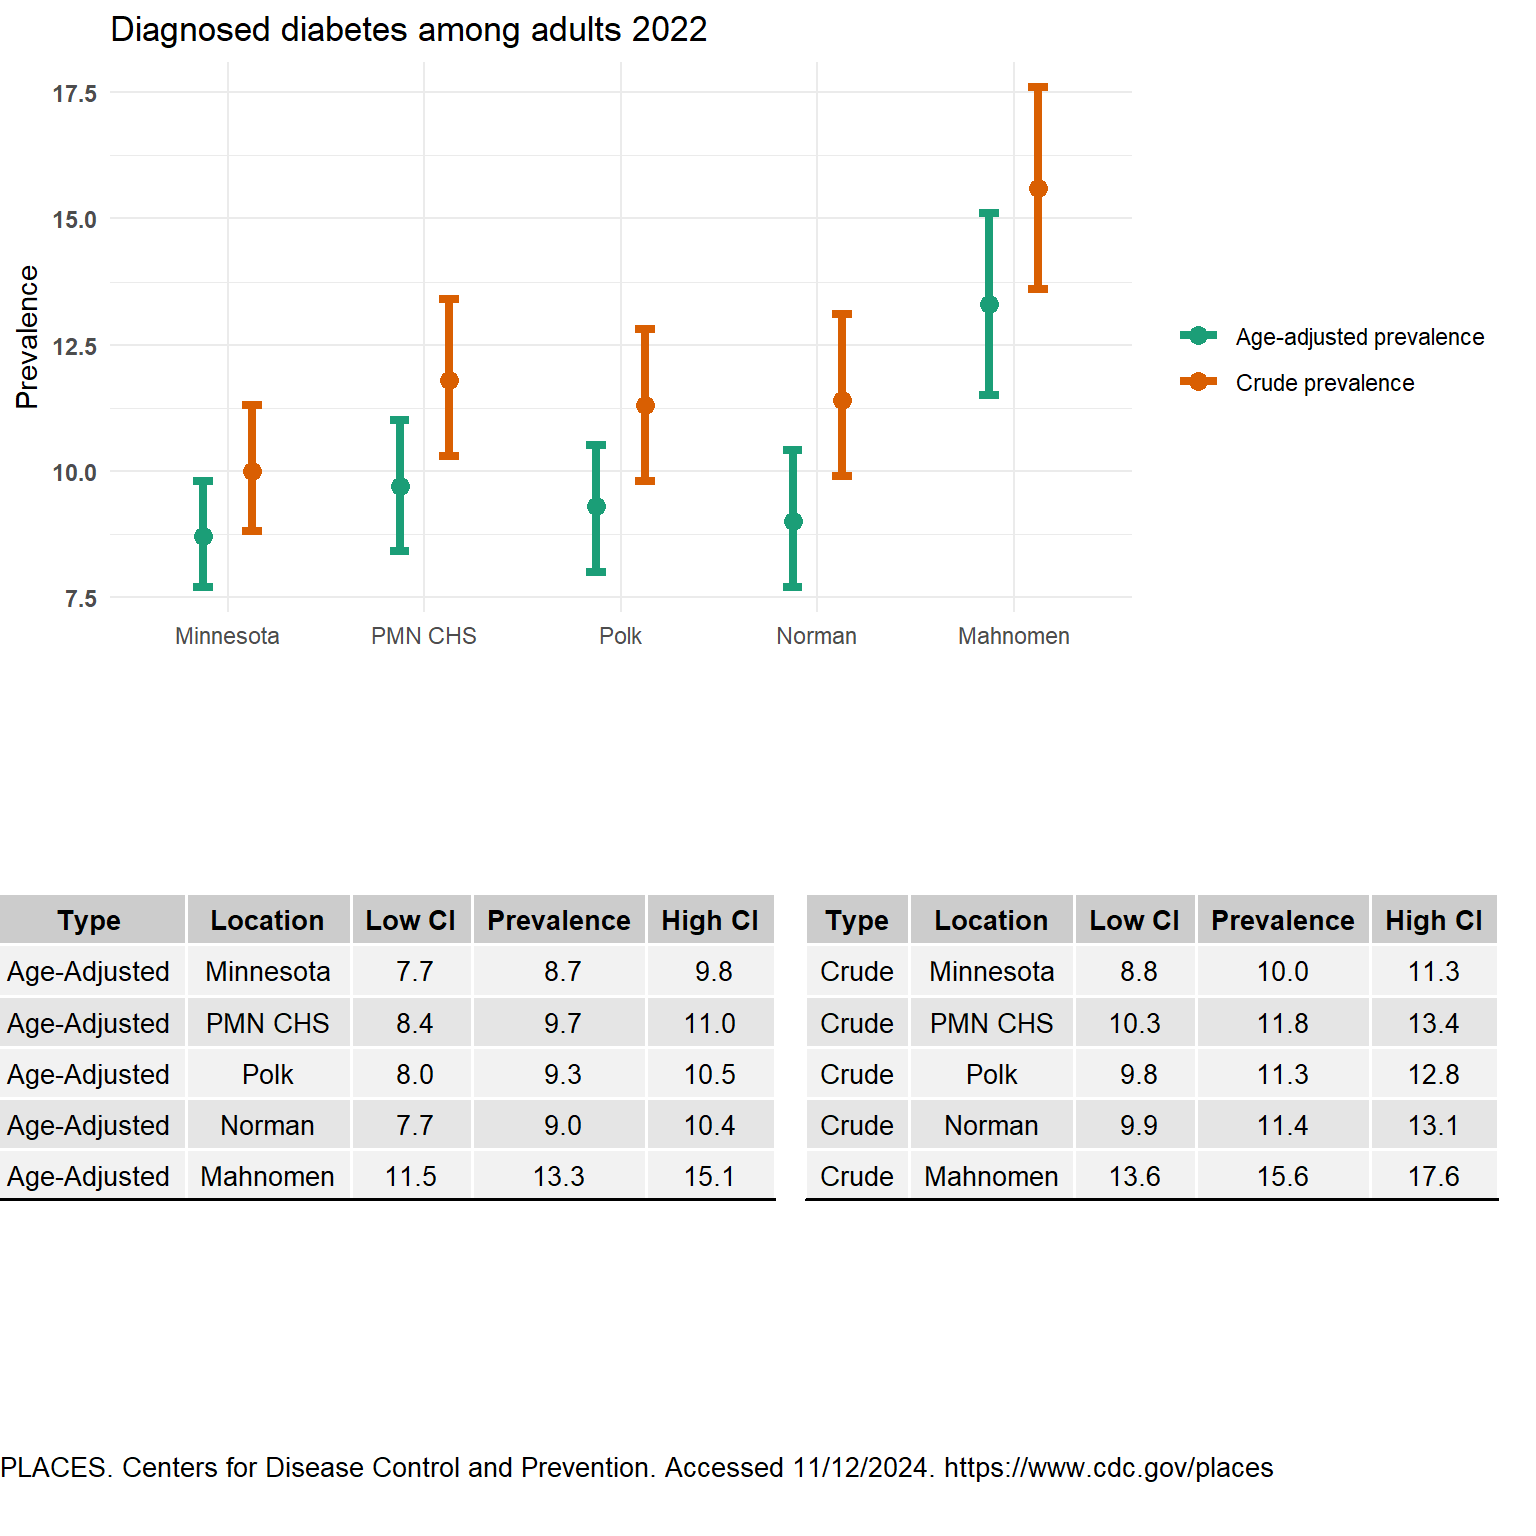 Diagnosed diabetes among adults 2022
Prevalence
17.5
15.0
12.5
10.0
7.5
Minnesota PMN CHS Polk Norman Mahnomen
Age-adjusted prevalence
Crude prevalence
Type Location Low CI Prevalence High CI
Age-Adjusted Minnesota 7.7 8.7 9.8
Age-Adjusted PMN CHS 8.4 9.7 11.0
Age-Adjusted Polk 8.0 9.3 10.5
Age-Adjusted Norman 7.7 9.0 10.4
Age-Adjusted Mahnomen 11.5 13.3 15.1
Type Location Low CI Prevalence High CI
Crude Minnesota 8.8 10.0 11.3
Crude PMN CHS 10.3 11.8 13.4
Crude Polk 9.8 11.3 12.8
Crude Norman 9.9 11.4 13.1
Crude Mahnomen 13.6 15.6 17.6
PLACES. Centers for Disease Control and Prevention. Accessed 11/12/2024. https://www.cdc.gov/places